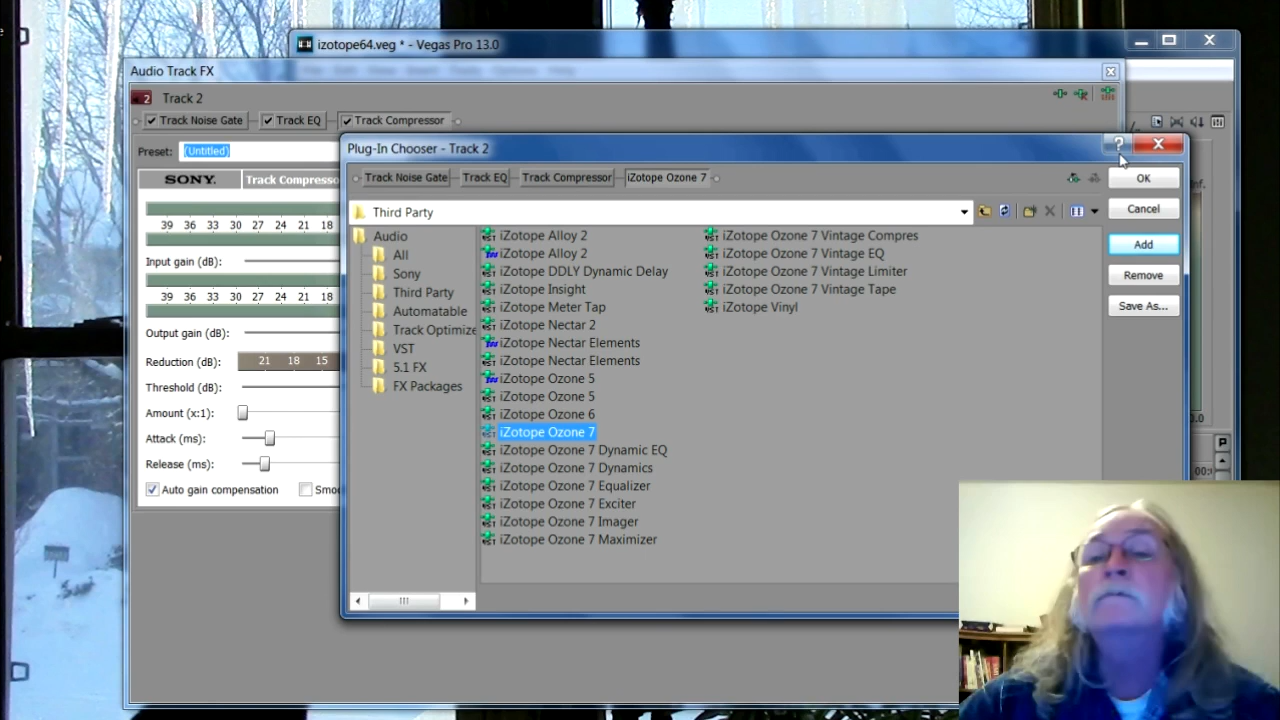 izotope64.veg * - Vegas Pro 13.0
Audio Track FX
2 Track 2
Track Noise Gate Track EQ Track Compressor
Preset: (Untitled)
SONY. Track Compresso
39 36 33 30 27 24 21 18
Input gain (dB):
39 36 33 30 27 24 21 18
Output gain (dB):
Reduction (dB): 21 18 15
Threshold (dB):
Amount (x:1):
Attack (ms):
Release (ms):
Auto gain compensation Smo
Plug-In Chooser - Track 2
?
Track Noise Gate Track EQ Track Compressor iZotope Ozone 7
Third Party
Audio
All
Sony
Third Party
Automatable
Track Optimize
VST
5.1 FX
FX Packages
iZotope Alloy 2
iZotope Alloy 2
iZotope DDLY Dynamic Delay
iZotope Insight
iZotope Meter Tap
iZotope Nectar 2
iZotope Nectar Elements
iZotope Nectar Elements
iZotope Ozone 5
iZotope Ozone 5
iZotope Ozone 6
iZotope Ozone 7
iZotope Ozone 7 Dynamic EQ
iZotope Ozone 7 Dynamics
iZotope Ozone 7 Equalizer
iZotope Ozone 7 Exciter
iZotope Ozone 7 Imager
iZotope Ozone 7 Maximizer
iZotope Ozone 7 Vintage Compres
iZotope Ozone 7 Vintage EQ
iZotope Ozone 7 Vintage Limiter
iZotope Ozone 7 Vintage Tape
iZotope Vinyl
OK
Cancel
Add
Remove
Save As...